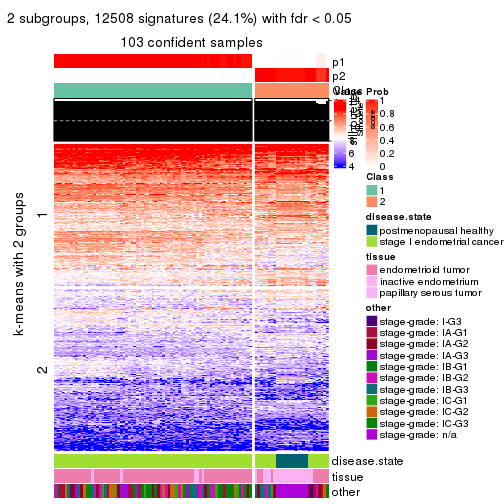 2 subgroups, 12508 signatures (24.1%) with fdr < 0.05
103 confident samples
p1
p2
Class
Value
Prob
1
0.8
0.6
0.4
0.2
0
6
4
k-means with 2 groups
1
2
Class
1
2
disease.state
postmenopausal healthy
stage I endometrial cancer
tissue
endometrioid tumor
inactive endometrium
papillary serous tumor
other
stage-grade: I-G3
stage-grade: IA-G1
stage-grade: IA-G2
stage-grade: IA-G3
stage-grade: IB-G1
stage-grade: IB-G2
stage-grade: IB-G3
stage-grade: IC-G1
stage-grade: IC-G2
stage-grade: IC-G3
stage-grade: n/a
disease.state
tissue
other